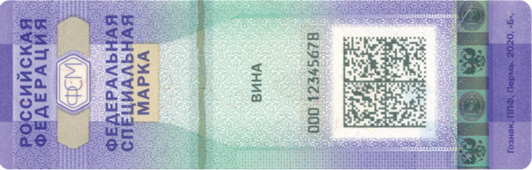 РОССИЙСКАЯ
ФЕДЕРАЦИЯ
ФСМ
ФЕДЕРАЛЬНАЯ
СПЕЦИАЛЬНАЯ
МАРКА
ВИНА
000 12345678
Гознак, ППФ, Пермь, 2020, «Б».